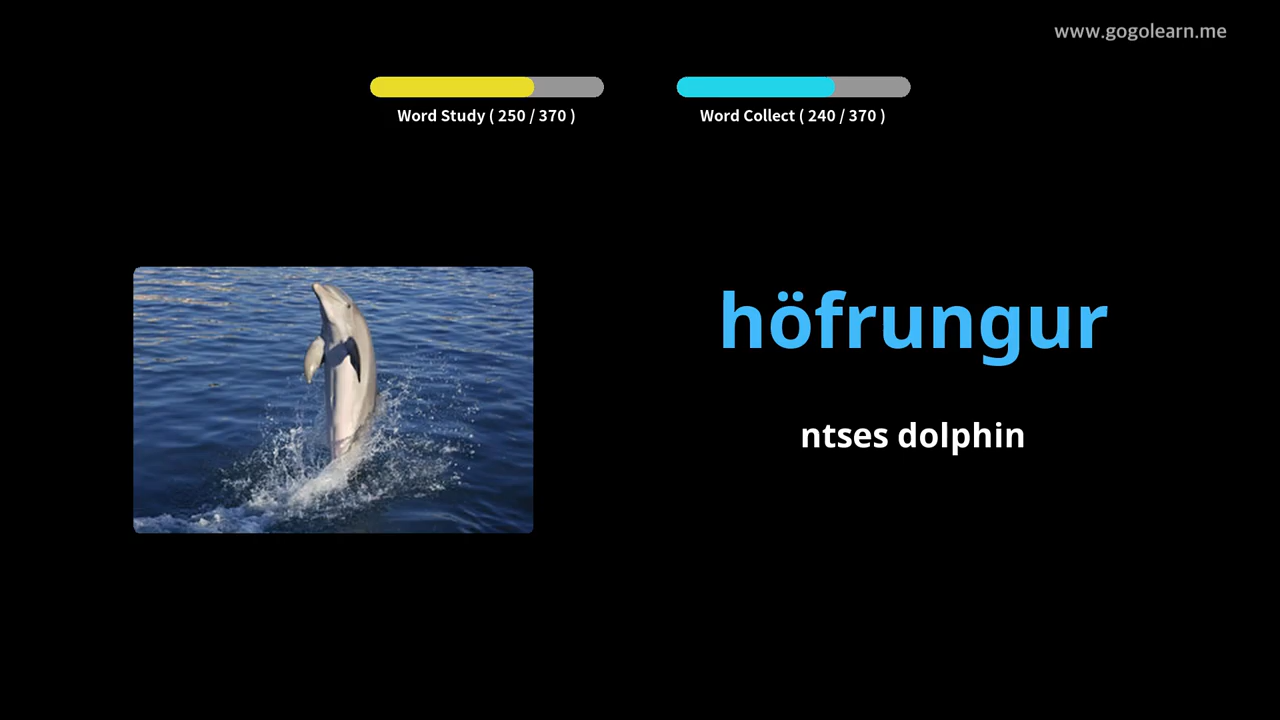 www.gogolearn.me
Word Study ( 250 / 370 )
Word Collect ( 240 / 370 )
höfrungur
ntses dolphin